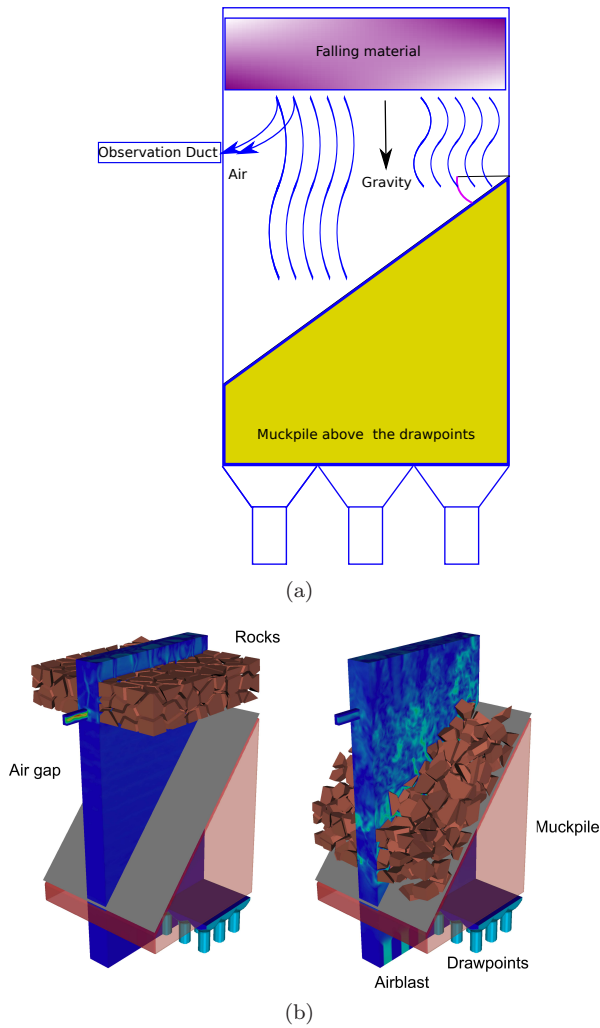 Falling material
Observation Duct
Air
Gravity
Muckpile above the drawpoints
(a)
Rocks
Air gap
Muckpile
Drawpoints
Airblast
(b)